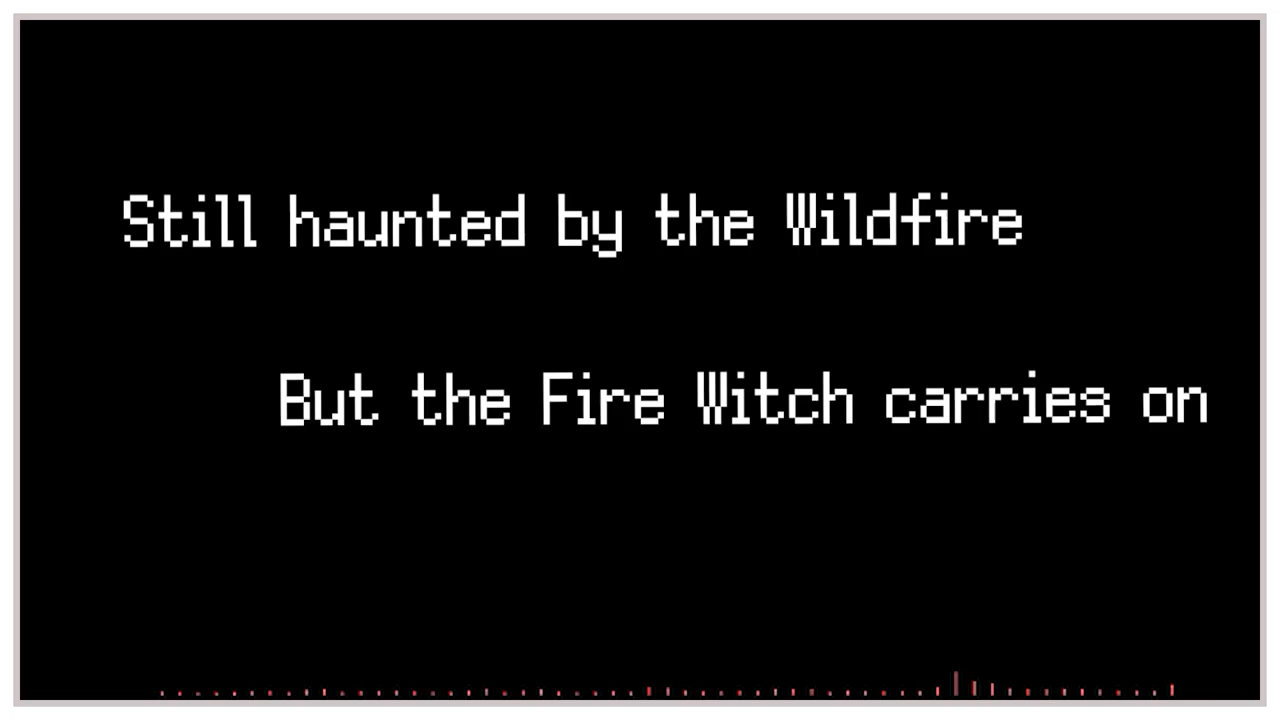 Still haunted by the Wildfire
But the Fire Witch carries on